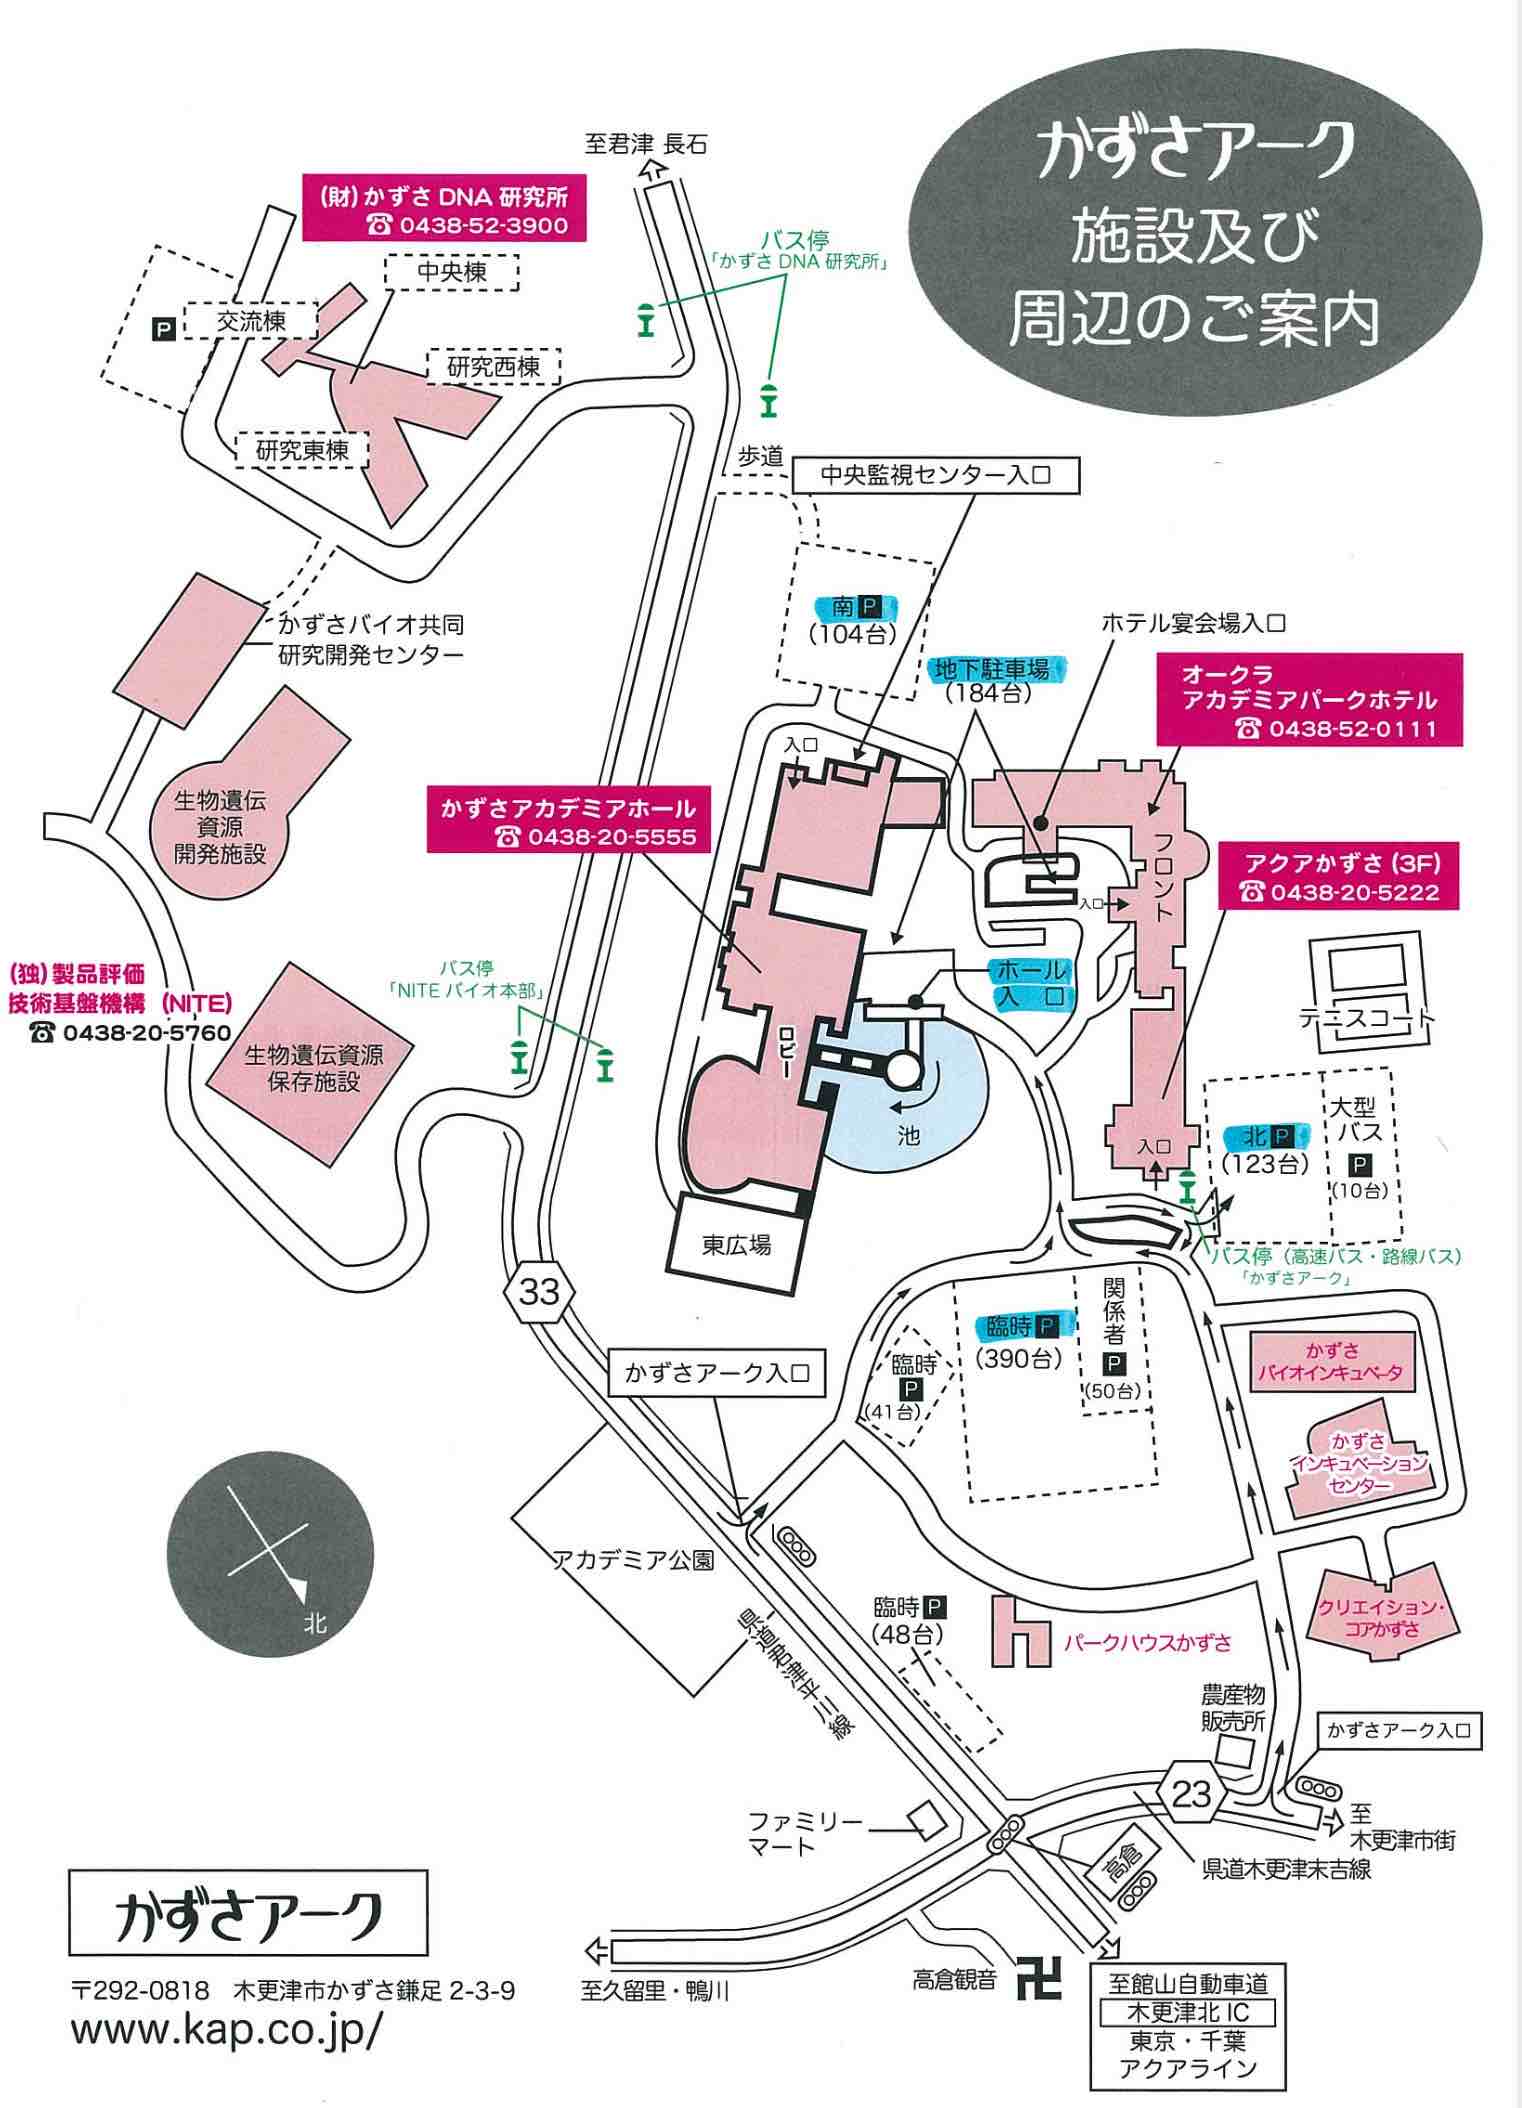 かずさアーク
施設及び
周辺のご案内
至君津 長石
(財)かずさ DNA 研究所
☎ 0438-52-3900
中央棟
交流棟
P
研究西棟
研究東棟
バス停
「かずさ DNA 研究所」
歩道
中央監視センター入口
南 P
(104台)
地下駐車場
(184台)
ホテル宴会場入口
オークラ
アカデミアパークホテル
☎ 0438-52-0111
かずさバイオ共同
研究開発センター
入口
生物遺伝
資源
開発施設
かずさアカデミアホール
☎ 0438-20-5555
フロント
入口
アクアかずさ (3F)
☎ 0438-20-5222
(独) 製品評価
技術基盤機構 (NITE)
☎ 0438-20-5760
バス停
「NITE バイオ本部」
ホール
入 口
テニスコート
生物遺伝資源
保存施設
ロビー
池
入口
北 P
(123台)
大型
バス
P
(10台)
東広場
バス停（高速バス・路線バス）
「かずさアーク」
33
かずさアーク入口
臨時
P
(41台)
臨時 P
(390台)
関係者
P
(50台)
かずさ
バイオインキュベータ
かずさ
インキュベーション
センター
北
アカデミア公園
県道君津平川線
臨時 P
(48台)
パークハウスかずさ
クリエイション・
コアかずさ
農産物
販売所
かずさアーク入口
23
至
木更津市街
ファミリー
マート
高倉
県道木更津末吉線
至久留里・鴨川
高倉観音
卍
至館山自動車道
木更津北 IC
東京・千葉
アクアライン
かずさアーク
〒292-0818 木更津市かずさ鎌足 2-3-9
www.kap.co.jp/